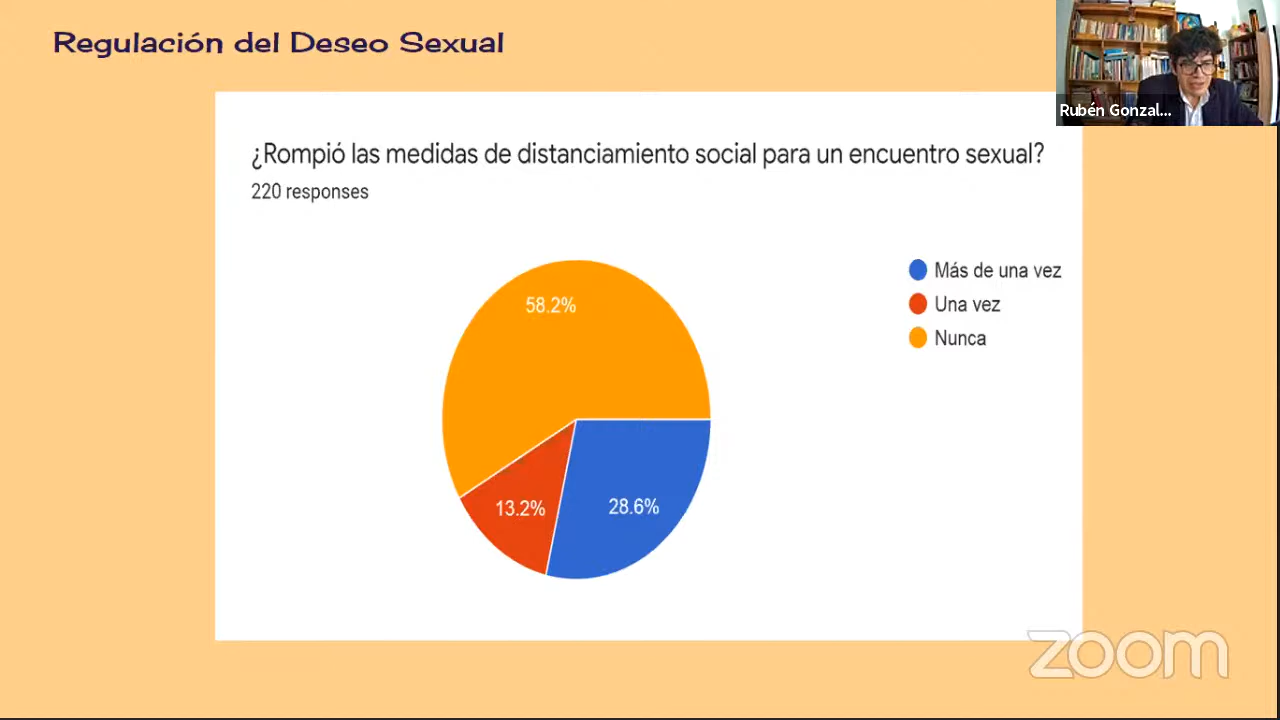 Regulación del Deseo Sexual
Rubén Gonzal...
¿Rompió las medidas de distanciamiento social para un encuentro sexual?
220 responses
Más de una vez
Una vez
Nunca
58.2%
13.2%
28.6%
zoom